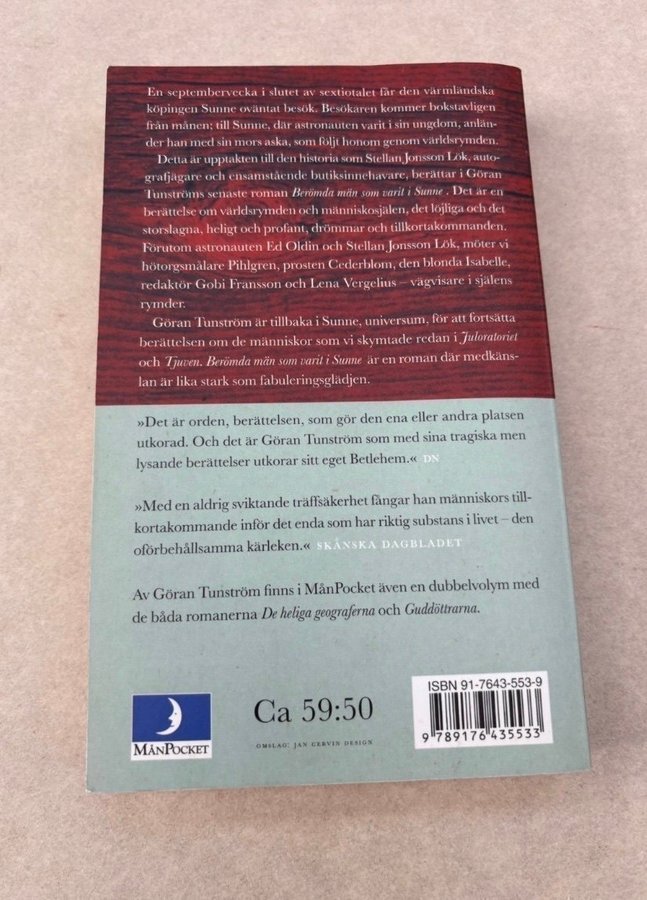 En septembervecka i slutet av sextiotalet får den värmländska
köpingen Sunne oväntat besök. Besökaren kommer bokstavligen
från månen; till Sunne, där astronauten varit i sin ungdom, anlän-
der han med sin mors aska, som följt honom genom världsrymden.
Detta är upptakten till den historia som Stellan Jonsson Lök, auto-
grafjägare och ensamstående butiksinnehavare, berättar i Göran
Tunströms senaste roman Berömda män som varit i Sunne . Det är en
berättelse om världsrymden och människosjälen, det löjliga och det
storslagna, heligt och profant, drömmar och tillkortakommanden.
Förutom astronauten Ed Oldin och Stellan Jonsson Lök, möter vi
hötorgsmålare Pihlgren, prosten Cederblom, den blonda Isabelle,
redaktör Gobi Fransson och Lena Vergelius – vägvisare i själens
rymder.
Göran Tunström är tillbaka i Sunne, universum, för att fortsätta
berättelsen om de människor som vi skymtade redan i Juloratoriet
och Tjuven. Berömda män som varit i Sunne är en roman där medkäns-
lan är lika stark som fabuleringsglädjen.
»Det är orden, berättelsen, som gör den ena eller andra platsen
utkorad. Och det är Göran Tunström som med sina tragiska men
lysande berättelser utkorar sitt eget Betlehem.« DN
»Med en aldrig sviktande träffsäkerhet fångar han människors till-
kortakommande inför det enda som har riktig substans i livet – den
oförbehållsamma kärleken.« SKÅNSKA DAGBLADET
Av Göran Tunström finns i MånPocket även en dubbelvolym med
de båda romanerna De heliga geograferna och Guddöttrarna.
MÅNPOCKET
Ca 59:50
OMSLAG: JAN CERVIN DESIGN
ISBN 91-7643-553-9
9 789176 435533